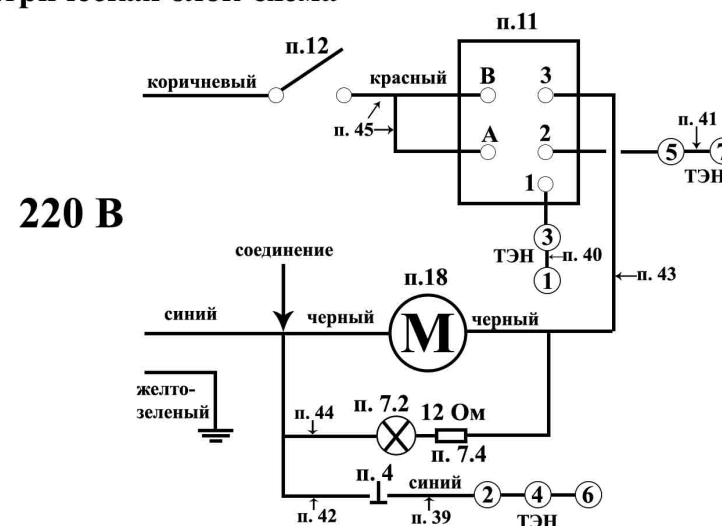 п.11
п.12
коричневый
красный
B
3
п. 45
A
2
п. 41
5
7
ТЭН
1
220 В
3
ТЭН
п. 40
соединение
п.18
1
п. 43
синий
черный
М
черный
желто-
зеленый
п. 44
п. 7.2
12 Ом
п. 7.4
п. 4
синий
2
4
6
п. 42
п. 39
ТЭН